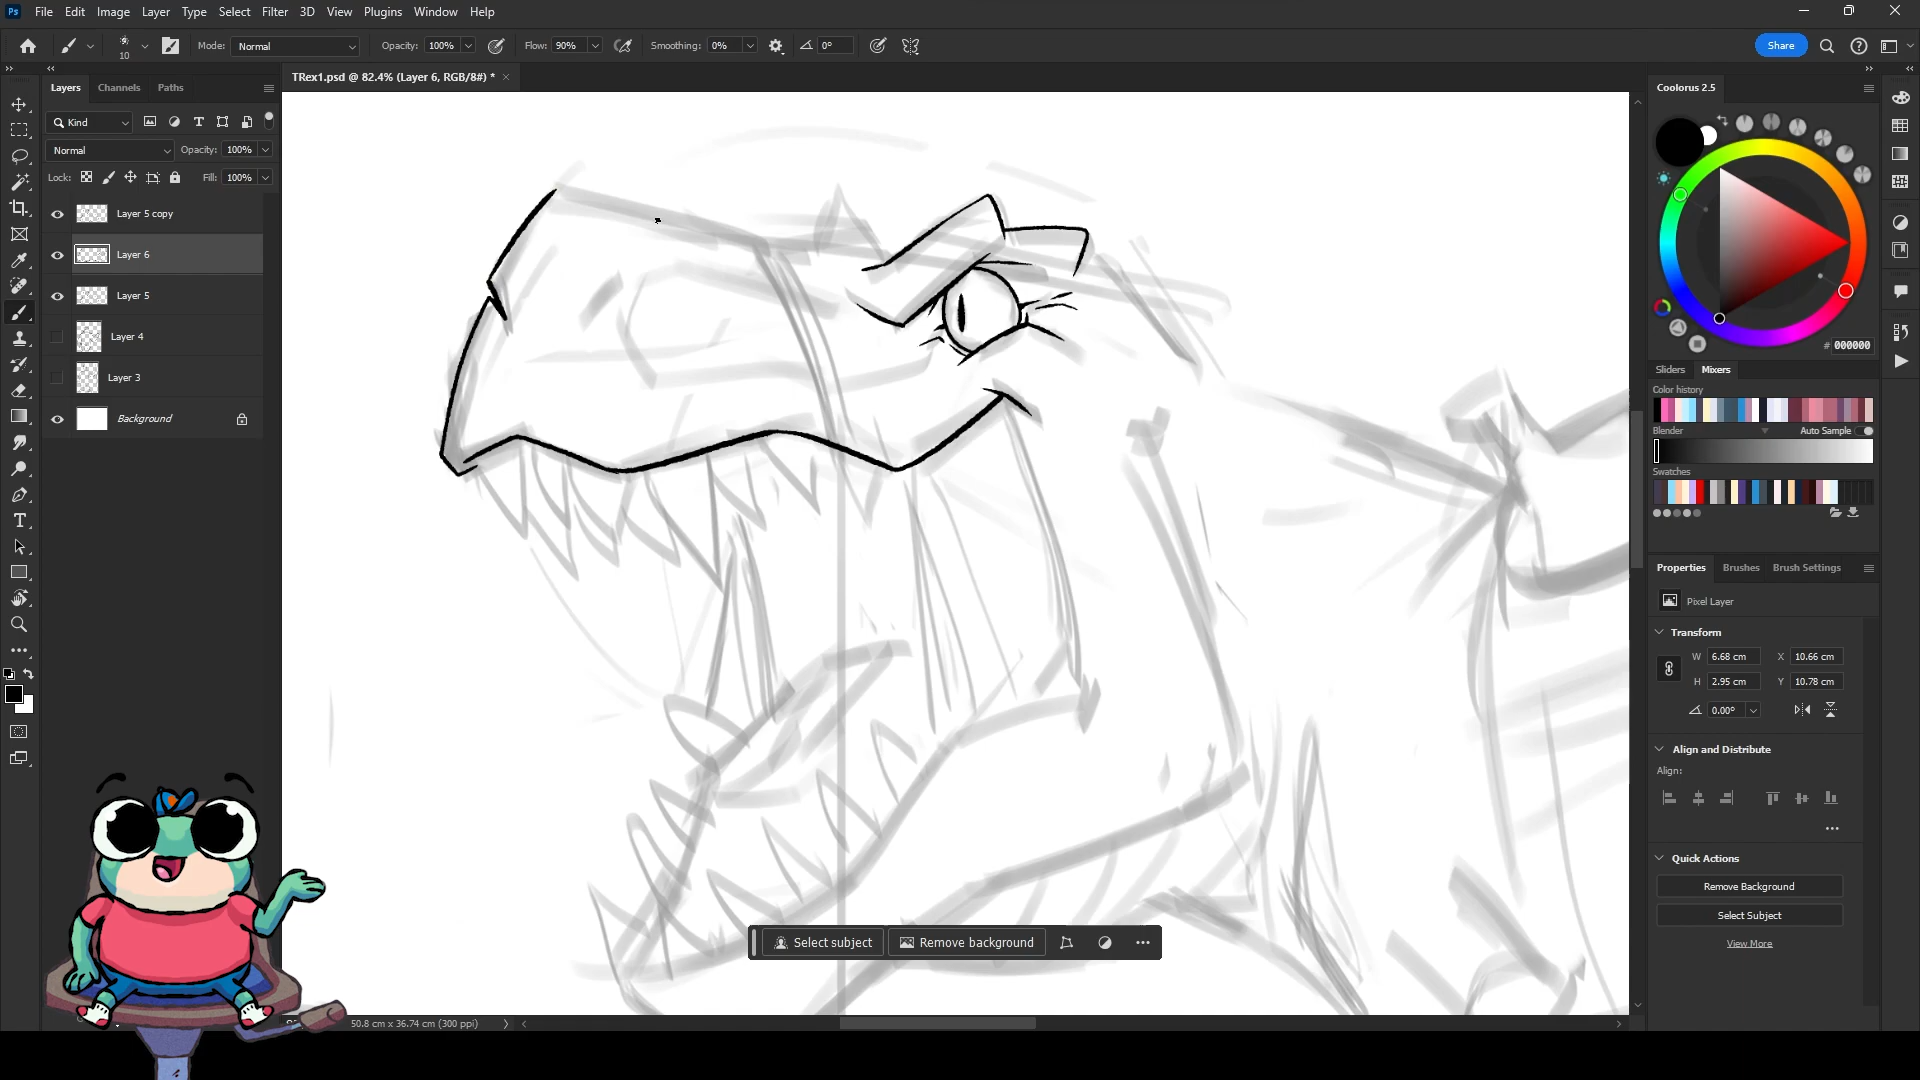 Ps File Edit Image Layer Type Select Filter 3D View Plugins Window Help
10 Mode: Normal Opacity: 100% Flow: 90% Smoothing: 0% 0° Share
Layers Channels Paths
TRex1.psd @ 82.4% (Layer 6, RGB/8#) *
Coolorus 2.5
Kind
Normal Opacity: 100%
Lock: Fill: 100%
Layer 5 copy
Layer 6
Layer 5
Layer 4
Layer 3
Background
# 000000
Sliders Mixers
Color history
Blender Auto Sample
Swatches
Properties Brushes Brush Settings
Pixel Layer
Transform
W 6.68 cm X 10.66 cm
H 2.95 cm Y 10.78 cm
0.00°
Align and Distribute
Align:
Quick Actions
Remove Background
Select Subject
View More
Select subject Remove background
50.8 cm x 36.74 cm (300 ppi)